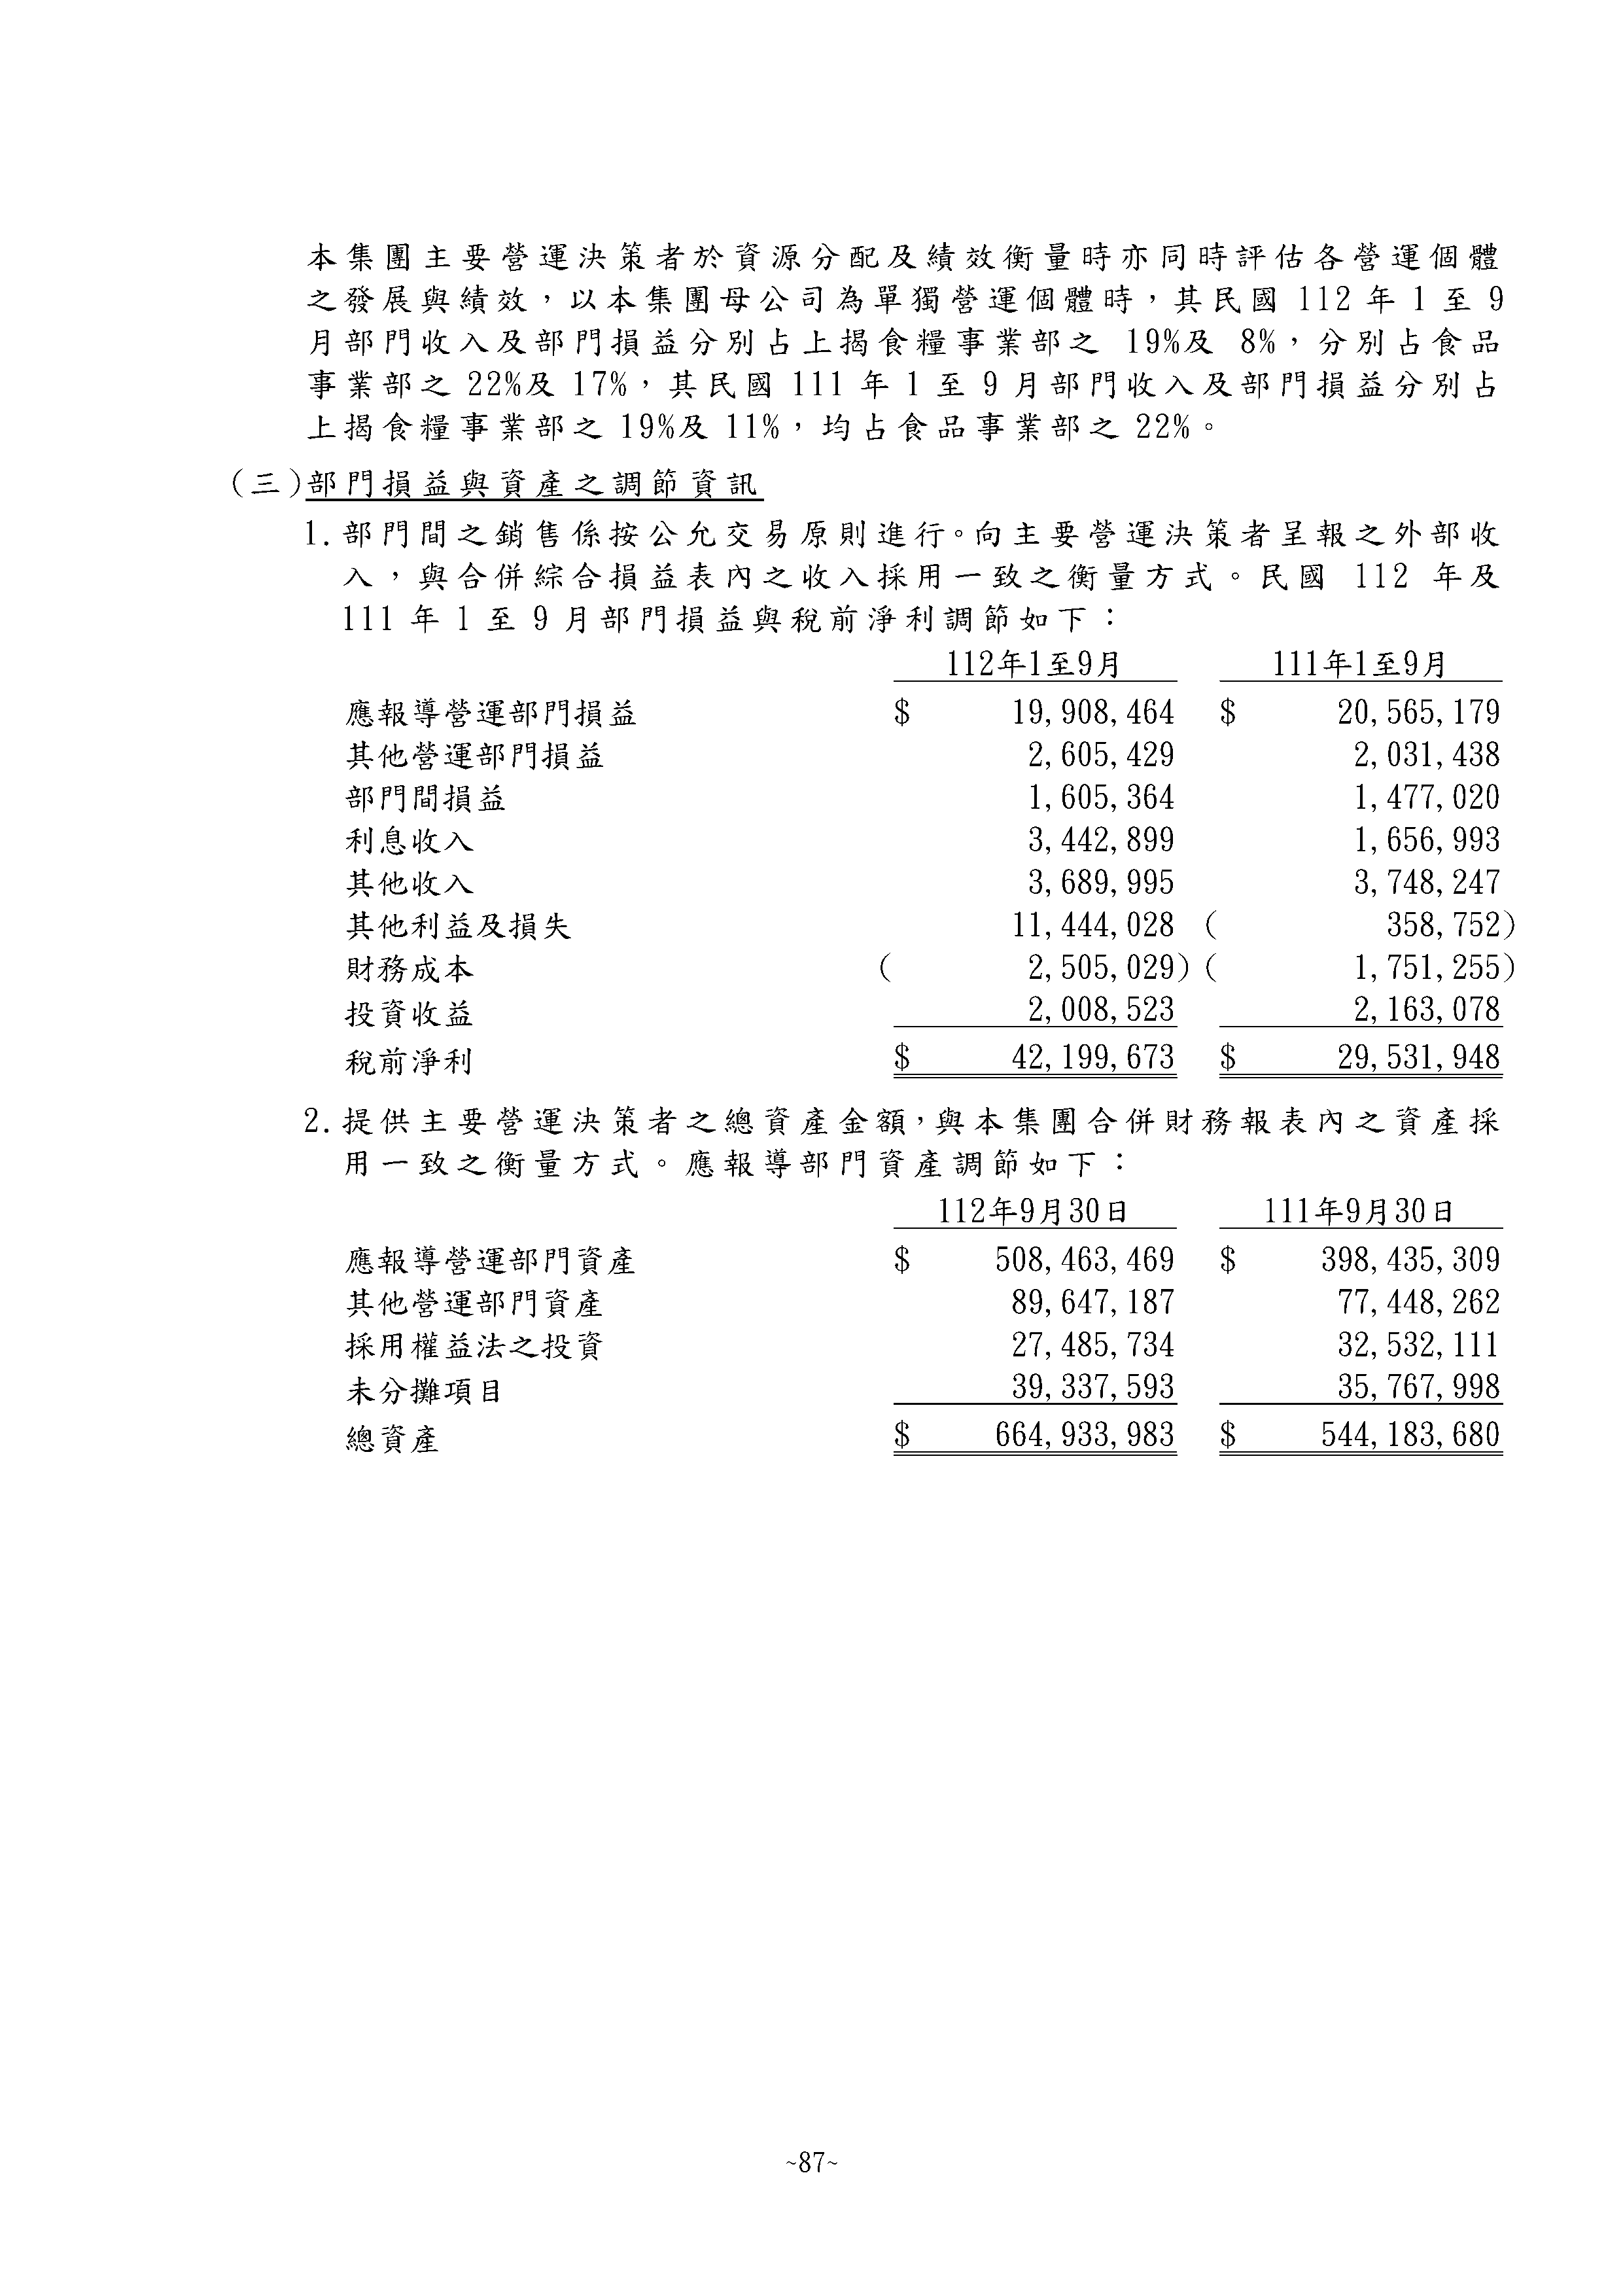 本集團主要營運決策者於資源分配及績效衡量時亦同時評估各營運個體
之發展與績效，以本集團母公司為單獨營運個體時，其民國 112 年 1 至 9
月部門收入及部門損益分別占上揭食糧事業部之 19%及 8%，分別占食品
事業部之 22%及 17%，其民國 111 年 1 至 9 月部門收入及部門損益分別占
上揭食糧事業部之 19%及 11%，均占食品事業部之 22%。
(三)部門損益與資產之調節資訊
1.部門間之銷售係按公允交易原則進行。向主要營運決策者呈報之外部收
入，與合併綜合損益表內之收入採用一致之衡量方式。民國 112 年及
111 年 1 至 9 月部門損益與稅前淨利調節如下：
112年1至9月 111年1至9月
應報導營運部門損益 $ 19,908,464 $ 20,565,179
其他營運部門損益 2,605,429 2,031,438
部門間損益 1,605,364 1,477,020
利息收入 3,442,899 1,656,993
其他收入 3,689,995 3,748,247
其他利益及損失 11,444,028 ( 358,752)
財務成本 ( 2,505,029) ( 1,751,255)
投資收益 2,008,523 2,163,078
稅前淨利 $ 42,199,673 $ 29,531,948
2.提供主要營運決策者之總資產金額，與本集團合併財務報表內之資產採
用一致之衡量方式。應報導部門資產調節如下：
112年9月30日 111年9月30日
應報導營運部門資產 $ 508,463,469 $ 398,435,309
其他營運部門資產 89,647,187 77,448,262
採用權益法之投資 27,485,734 32,532,111
未分攤項目 39,337,593 35,767,998
總資產 $ 664,933,983 $ 544,183,680
~87~